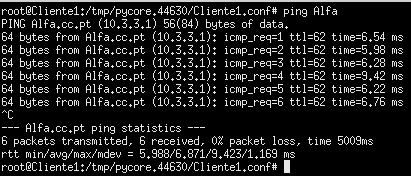 root@Cliente1:/tmp/pycore.44630/Cliente1.conf# ping Alfa
PING Alfa.cc.pt (10.3.3.1) 56(84) bytes of data.
64 bytes from Alfa.cc.pt (10.3.3.1): icmp_req=1 ttl=62 time=6.54 ms
64 bytes from Alfa.cc.pt (10.3.3.1): icmp_req=2 ttl=62 time=5.98 ms
64 bytes from Alfa.cc.pt (10.3.3.1): icmp_req=3 ttl=62 time=6.28 ms
64 bytes from Alfa.cc.pt (10.3.3.1): icmp_req=4 ttl=62 time=9.42 ms
64 bytes from Alfa.cc.pt (10.3.3.1): icmp_req=5 ttl=62 time=6.22 ms
64 bytes from Alfa.cc.pt (10.3.3.1): icmp_req=6 ttl=62 time=6.76 ms
^C
--- Alfa.cc.pt ping statistics ---
6 packets transmitted, 6 received, 0% packet loss, time 5009ms
rtt min/avg/max/mdev = 5.988/6.871/9.423/1.169 ms
root@Cliente1:/tmp/pycore.44630/Cliente1.conf#